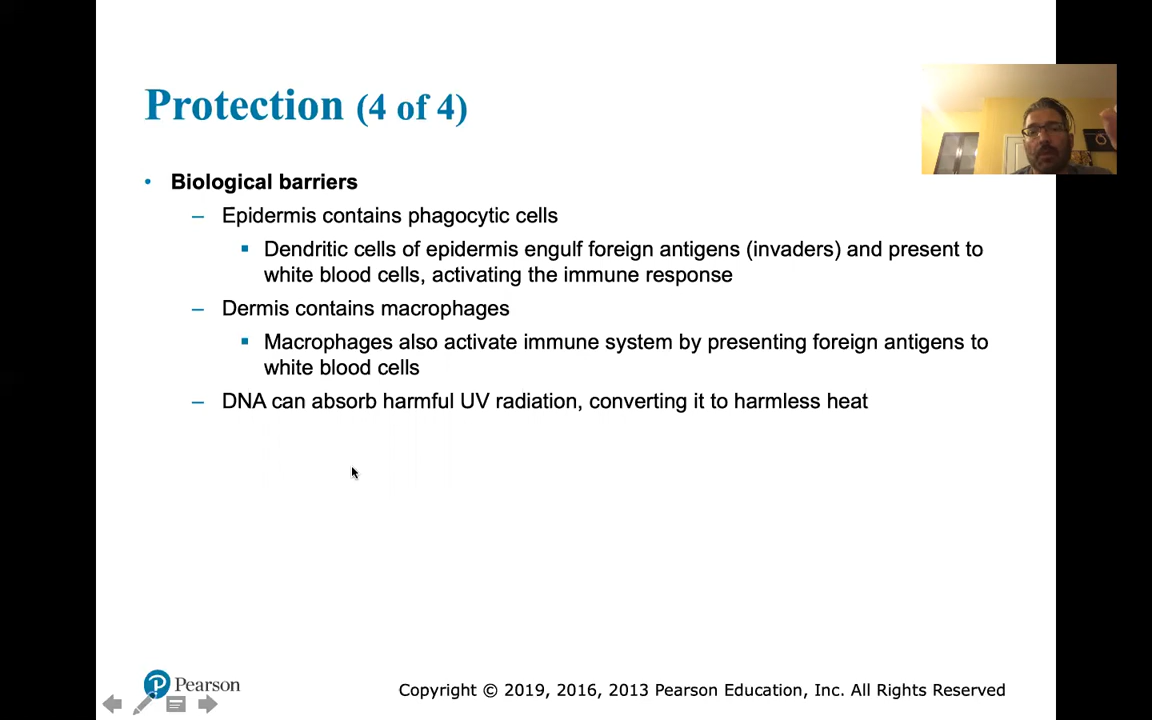 Protection (4 of 4)
• Biological barriers
– Epidermis contains phagocytic cells
▪ Dendritic cells of epidermis engulf foreign antigens (invaders) and present to
white blood cells, activating the immune response
– Dermis contains macrophages
▪ Macrophages also activate immune system by presenting foreign antigens to
white blood cells
– DNA can absorb harmful UV radiation, converting it to harmless heat
P Pearson
Copyright © 2019, 2016, 2013 Pearson Education, Inc. All Rights Reserved